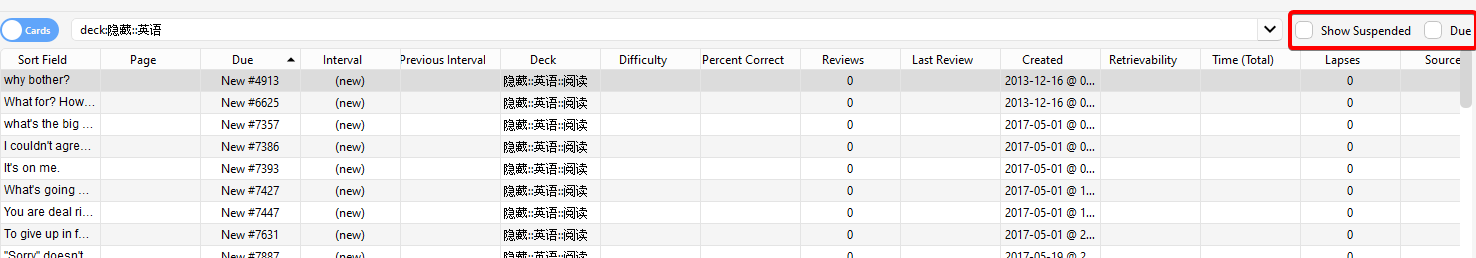 Cards deck:隐藏::英语 Show Suspended Due
Sort Field Page Due Interval Previous Interval Deck Difficulty Percent Correct Reviews Last Review Created Retrievability Time (Total) Lapses Source
why bother? New #4913 (new) 隐藏::英语::阅读 0 2013-12-16 @ 0... 0
What for? How... New #6625 (new) 隐藏::英语::阅读 0 2013-12-16 @ 0... 0
what's the big ... New #7357 (new) 隐藏::英语::阅读 0 2017-05-01 @ 0... 0
I couldn't agre... New #7386 (new) 隐藏::英语::阅读 0 2017-05-01 @ 0... 0
It's on me. New #7393 (new) 隐藏::英语::阅读 0 2017-05-01 @ 0... 0
What's going ... New #7427 (new) 隐藏::英语::阅读 0 2017-05-01 @ 1... 0
You are deal ri... New #7447 (new) 隐藏::英语::阅读 0 2017-05-01 @ 1... 0
To give up in f... New #7631 (new) 隐藏::英语::阅读 0 2017-05-01 @ 2... 0
"Sorry" doesn't New #7887 (new) 隐藏::英语::阅读 0 2017-05-19 @ 2 0